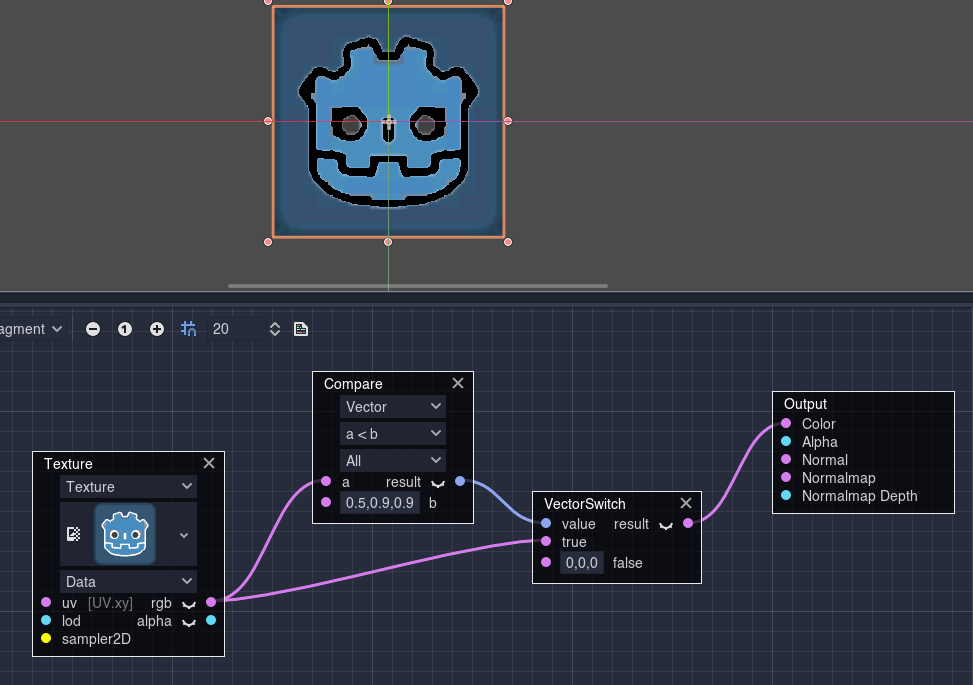 agment
1
20
Compare
Vector
a < b
All
a result
0.5,0.9,0.9 b
Output
Color
Alpha
Normal
Normalmap
Normalmap Depth
Texture
Texture
Data
uv [UV.xy] rgb
lod alpha
sampler2D
VectorSwitch
value result
true
0,0,0 false